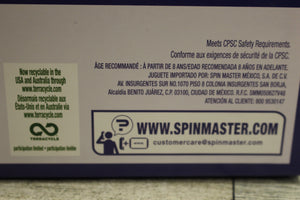 Meets CPSC Safety Requirements.
Conforme aux exigences de sécurité de la CPSC.
ÂGE RECOMMANDÉ : À PARTIR DE 8 ANS/EDAD RECOMENDADA 8 AÑOS EN ADELANTE.
JUGUETE IMPORTADO POR: SPIN MASTER MÉXICO, S.A. DE C.V.
AV. INSURGENTES SUR NO.1070 PISO 8 COLONIA INSURGENTES SAN BORJA,
Alcaldía BENITO JUÁREZ, C.P. 03100, CIUDAD DE MÉXICO, R.F.C. SMM050627V48
ATENCIÓN AL CLIENTE: 800 9530147
Now recyclable in the
USA and Australia through
www.terracycle.com
Désormais recyclables
aux États-Unis et en
Australie via
www.terracycle.com
TERRACYCLE
participation limited • participation limitée
WWW.SPINMASTER.COM
customercare@spinmaster.com